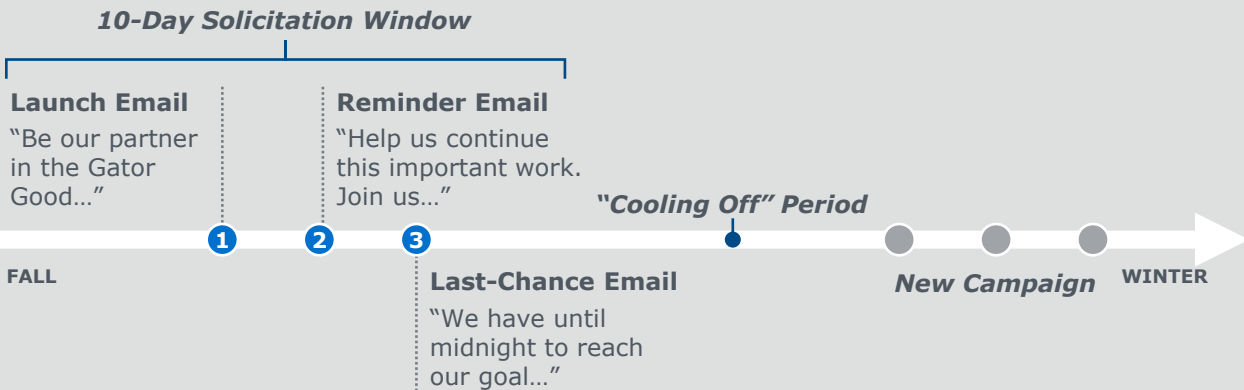 10-Day Solicitation Window
Launch Email
“Be our partner
in the Gator
Good…”
Reminder Email
“Help us continue
this important work.
Join us…”
“Cooling Off” Period
1
2
3
FALL
Last-Chance Email
“We have until
midnight to reach
our goal…”
New Campaign
WINTER